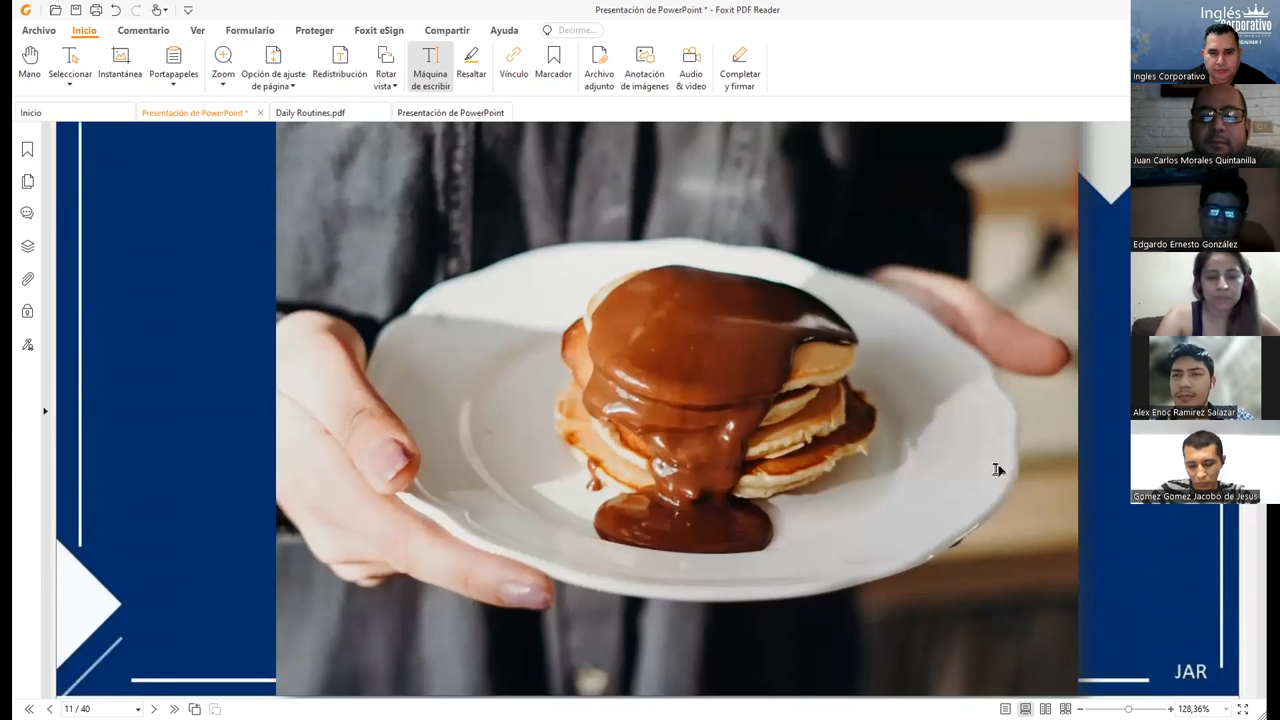 Presentación de PowerPoint * - Foxit PDF Reader
Archivo Inicio Comentario Ver Formulario Proteger Foxit eSign Compartir Ayuda Decirme...
Mano Seleccionar Instantánea Portapapeles Zoom Opción de ajuste de página Redistribución Rotar vista Máquina de escribir Resaltar Vínculo Marcador Archivo adjunto Anotación de imágenes Audio & video Completar y firmar
Inicio Presentación de PowerPoint * Daily Routines.pdf Presentación de PowerPoint
Inglés
Corporativo
Ingles Corporativo
Juan Carlos Morales Quintanilla
Edgardo Ernesto González
Alex Enoc Ramirez Salazar
Gomez Gomez Jacobo de Jesus
JAR
11 / 40
128,36%